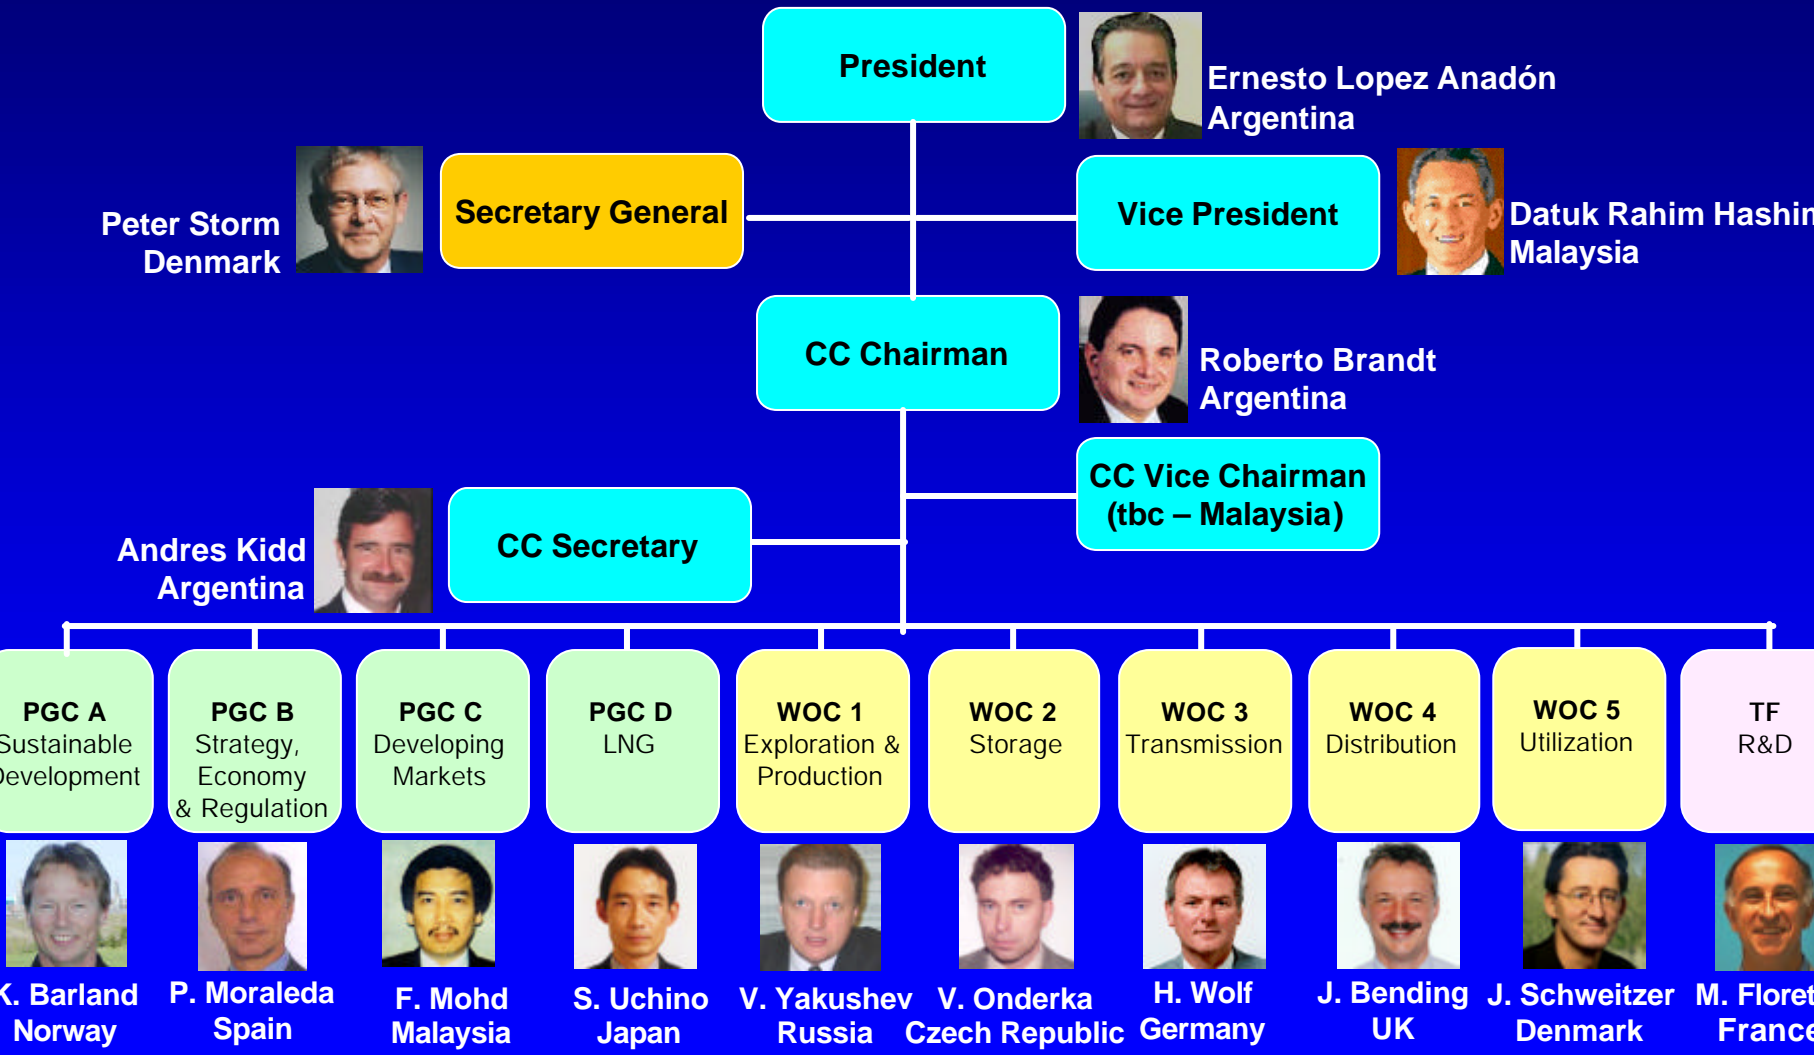 President
Ernesto Lopez Anadón
Argentina
Peter Storm
Denmark
Secretary General
Vice President
Datuk Rahim
Malaysia
CC Chairman
Roberto Brandt
Argentina
CC Vice Chairman
(tbc – Malaysia)
Andres Kidd
Argentina
CC Secretary
PGC A
Sustainable
Development
PGC B
Strategy,
Economy
& Regulation
PGC C
Developing
Markets
PGC D
LNG
WOC 1
Exploration &
Production
WOC 2
Storage
WOC 3
Transmission
WOC 4
Distribution
WOC 5
Utilization
TF
R&D
K. Barland
Norway
P. Moraleda
Spain
F. Mohd
Malaysia
S. Uchino
Japan
V. Yakushev
Russia
V. Onderka
Czech Republic
H. Wolf
Germany
J. Bending
UK
J. Schweitzer
Denmark
M.
France